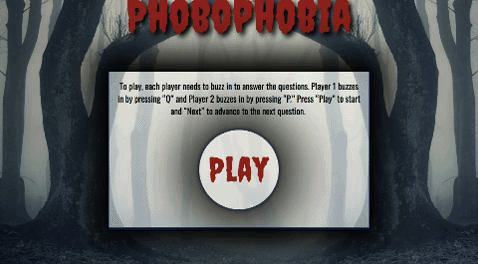 PHOBOPHOBIA
To play, each player needs to buzz in to answer the questions. Player 1 buzzes
in by pressing "Q" and Player 2 buzzes in by pressing "P." Press "Play" to start
and "Next" to advance to the next question.
PLAY